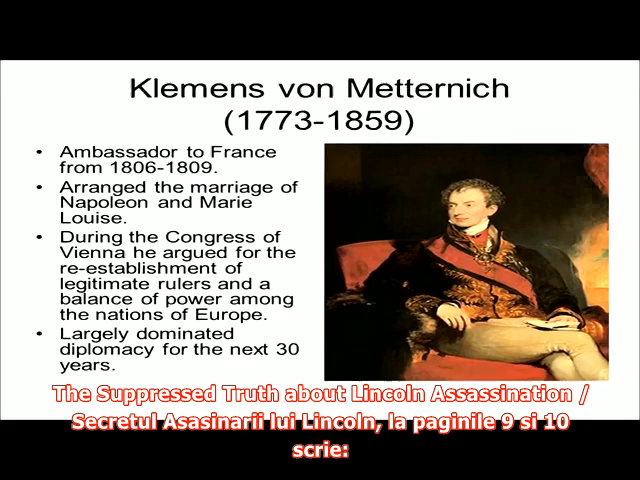 Klemens von Metternich
(1773-1859)
• Ambassador to France
from 1806-1809.
• Arranged the marriage of
Napoleon and Marie
Louise.
• During the Congress of
Vienna he argued for the
re-establishment of
legitimate rulers and a
balance of power among
the nations of Europe.
• Largely dominated
diplomacy for the next 30
years.
The Suppressed Truth about Lincoln Assassination /
Secretul Asasinarii lui Lincoln, la paginile 9 si 10
scrie: